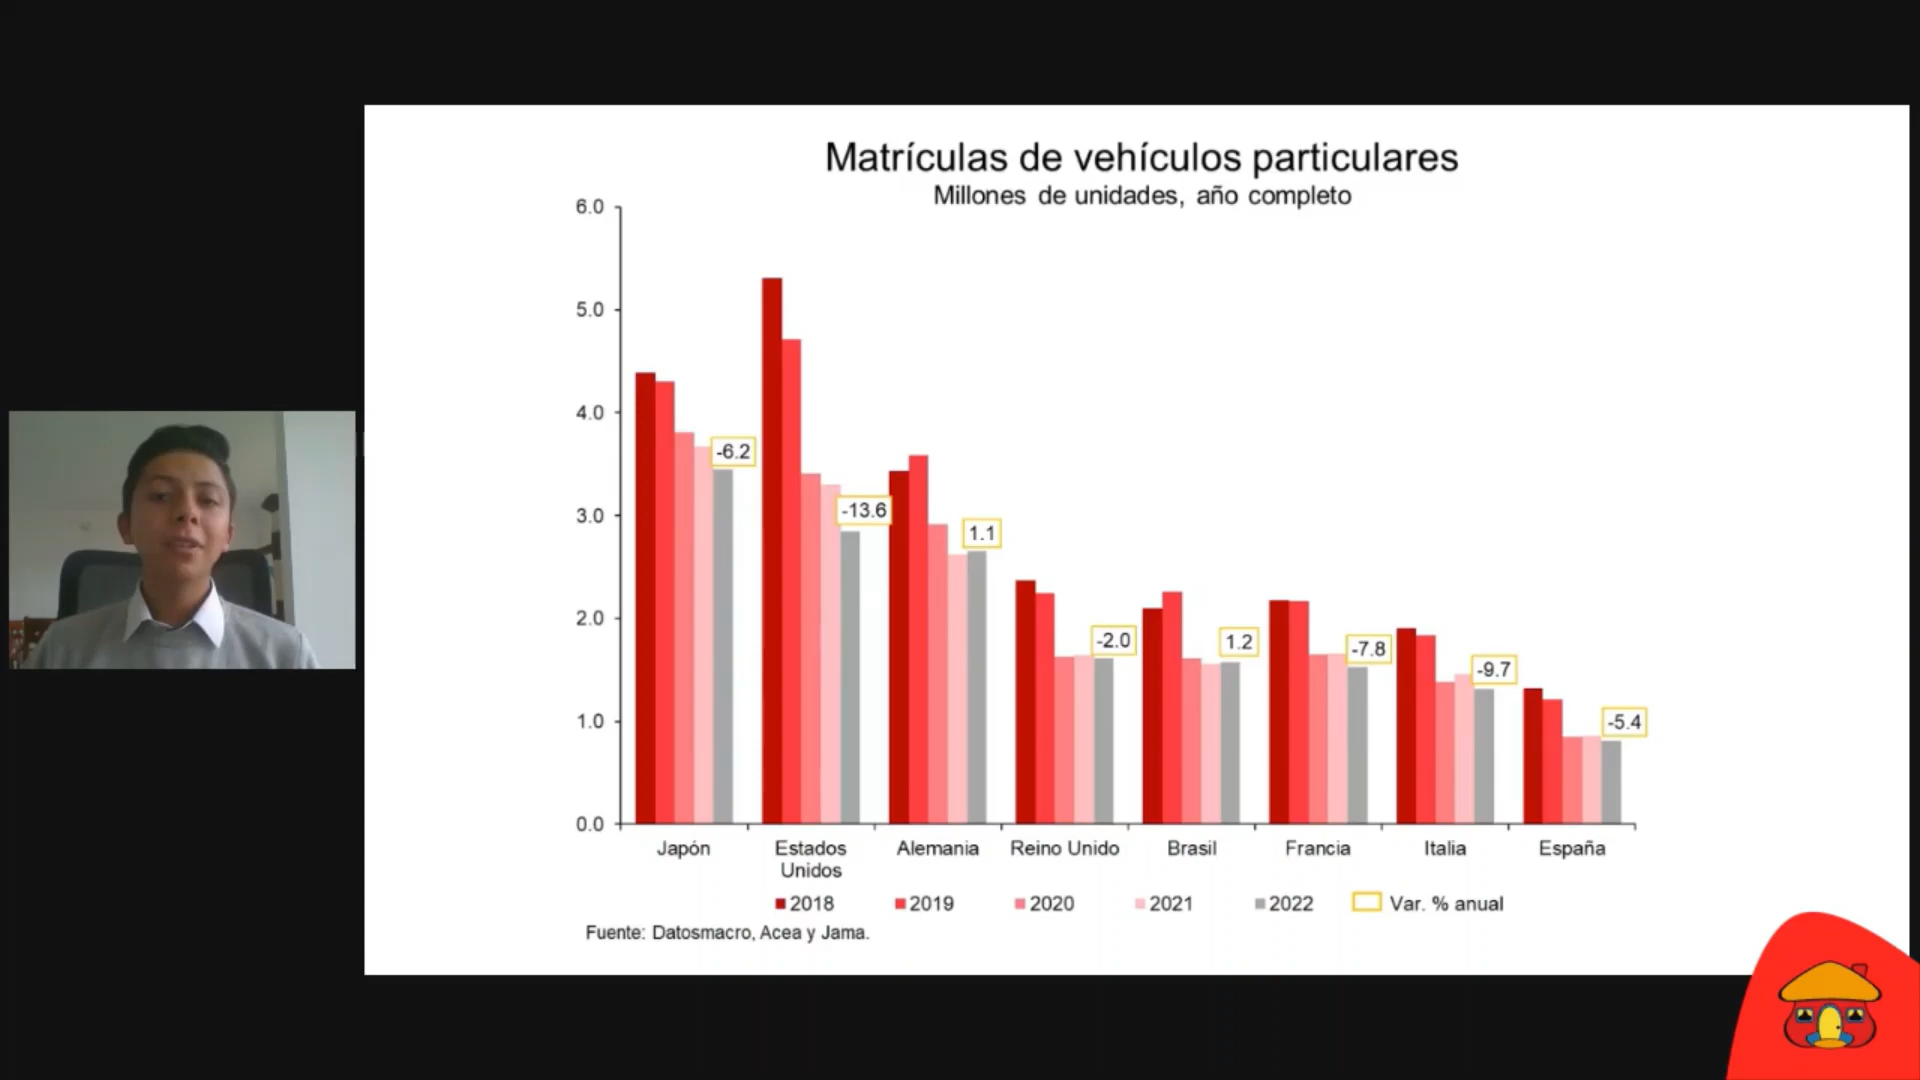 Matrículas de vehículos particulares
Millones de unidades, año completo
6.0
5.0
4.0
3.0
2.0
1.0
0.0
-6.2
-13.6
1.1
-2.0
1.2
-7.8
-9.7
-5.4
Japón
Estados
Unidos
Alemania
Reino Unido
Brasil
Francia
Italia
España
2018 2019 2020 2021 2022 Var. % anual
Fuente: Datosmacro, Acea y Jama.